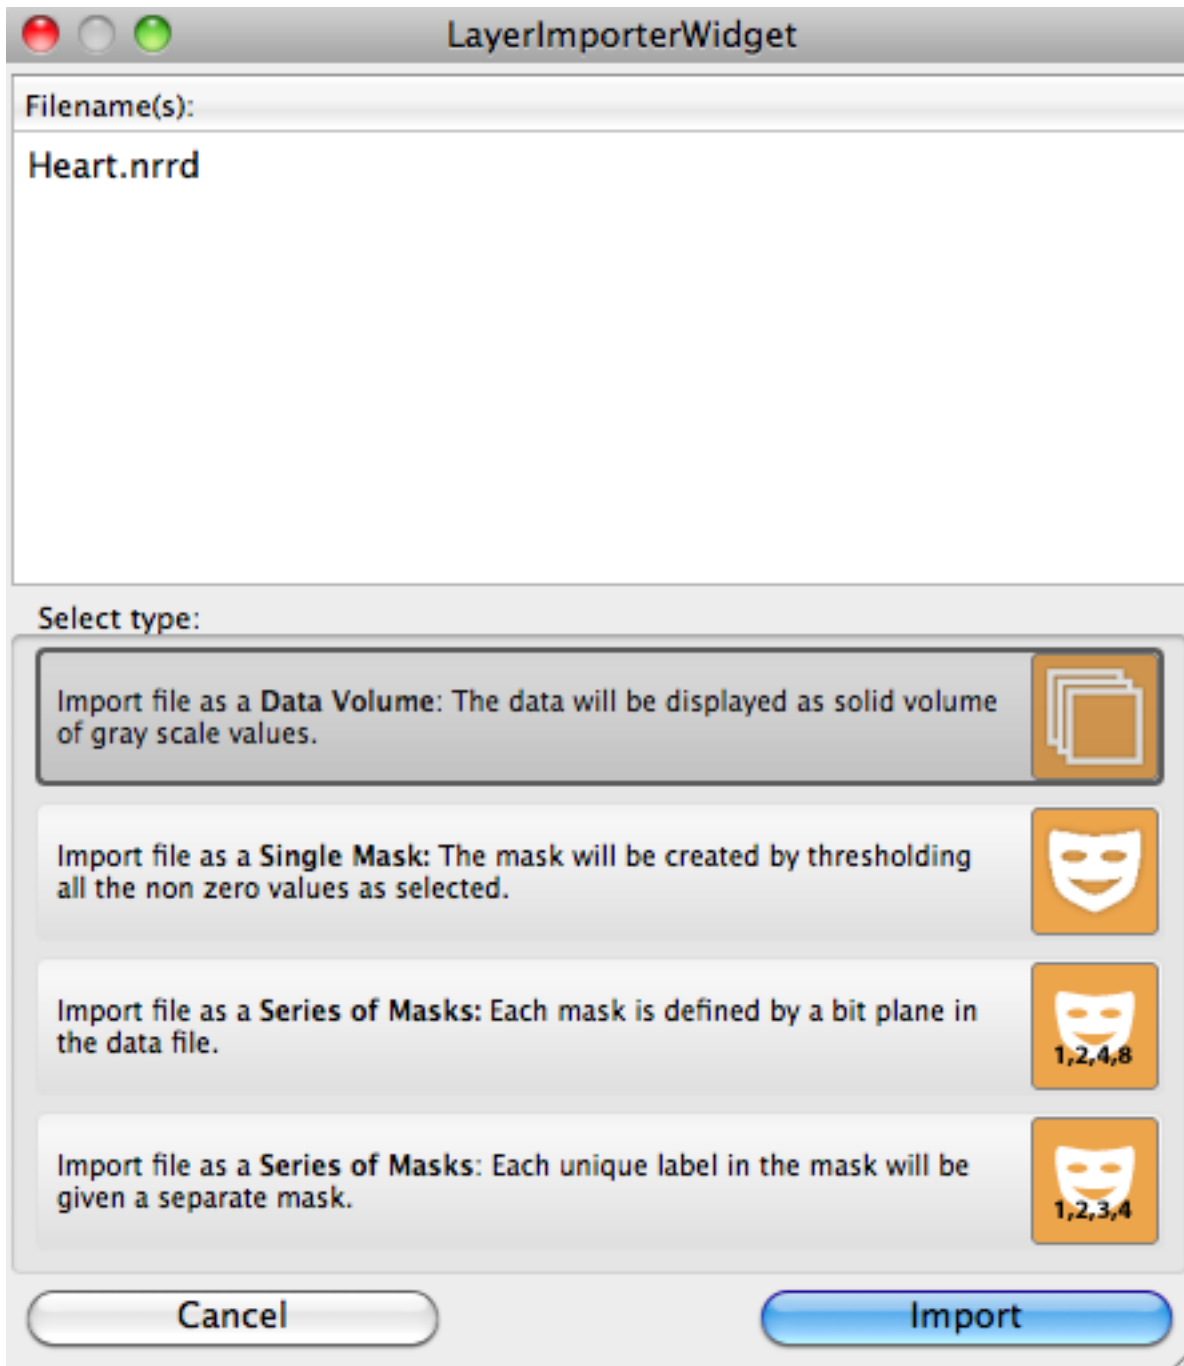 LayerImporterWidget
Filename(s):
Heart.nrrd
Select type:
Import file as a Data Volume: The data will be displayed as solid volume
of gray scale values.
Import file as a Single Mask: The mask will be created by thresholding
all the non zero values as selected.
Import file as a Series of Masks: Each mask is defined by a bit plane in
the data file.
1,2,4,8
Import file as a Series of Masks: Each unique label in the mask will be
given a separate mask.
1,2,3,4
Cancel
Import